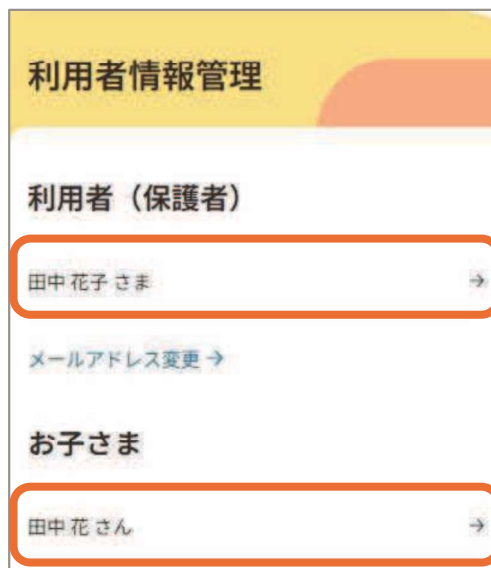 利用者情報管理
利用者（保護者）
田中 花子 さま →
メールアドレス変更 →
お子さま
田中 花 さん →